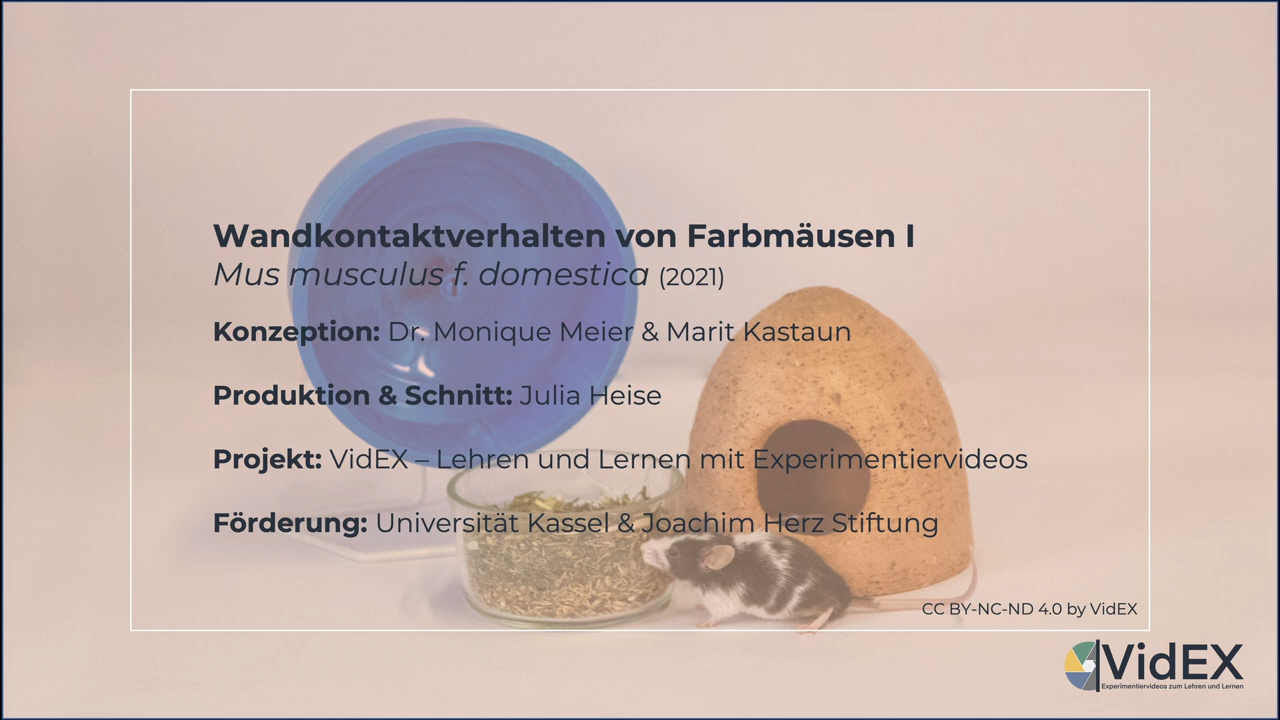 Wandkontaktverhalten von Farbmäusen I
Mus musculus f. domestica (2021)
Konzeption: Dr. Monique Meier & Marit Kastaun
Produktion & Schnitt: Julia Heise
Projekt: VidEX – Lehren und Lernen mit Experimentiervideos
Förderung: Universität Kassel & Joachim Herz Stiftung
CC BY-NC-ND 4.0 by VidEX
VidEX
Experimentiervideos zum Lehren und Lernen